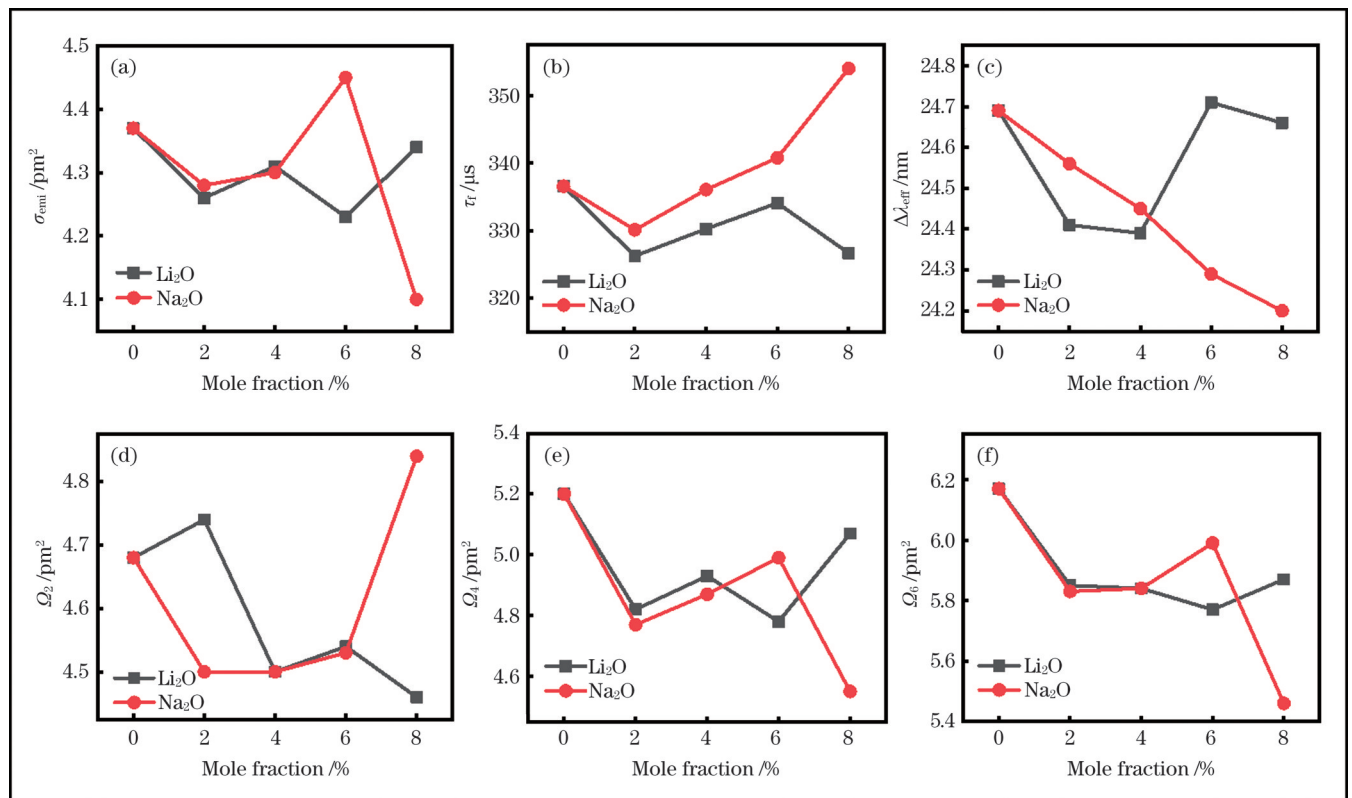 (a)
4.5
4.4
4.3
4.2
4.1
σemi /pm²
Li₂O
Na₂O
0 2 4 6 8
Mole fraction /%
(b)
350
340
330
320
τf /μs
Li₂O
Na₂O
0 2 4 6 8
Mole fraction /%
(c)
24.8
24.7
24.6
24.5
24.4
24.3
24.2
Δλeff /nm
Li₂O
Na₂O
0 2 4 6 8
Mole fraction /%
(d)
4.8
4.7
4.6
4.5
Ω₂ /pm²
Li₂O
Na₂O
0 2 4 6 8
Mole fraction /%
(e)
5.4
5.2
5.0
4.8
4.6
Ω₄ /pm²
Li₂O
Na₂O
0 2 4 6 8
Mole fraction /%
(f)
6.2
6.0
5.8
5.6
5.4
Ω₆ /pm²
Li₂O
Na₂O
0 2 4 6 8
Mole fraction /%